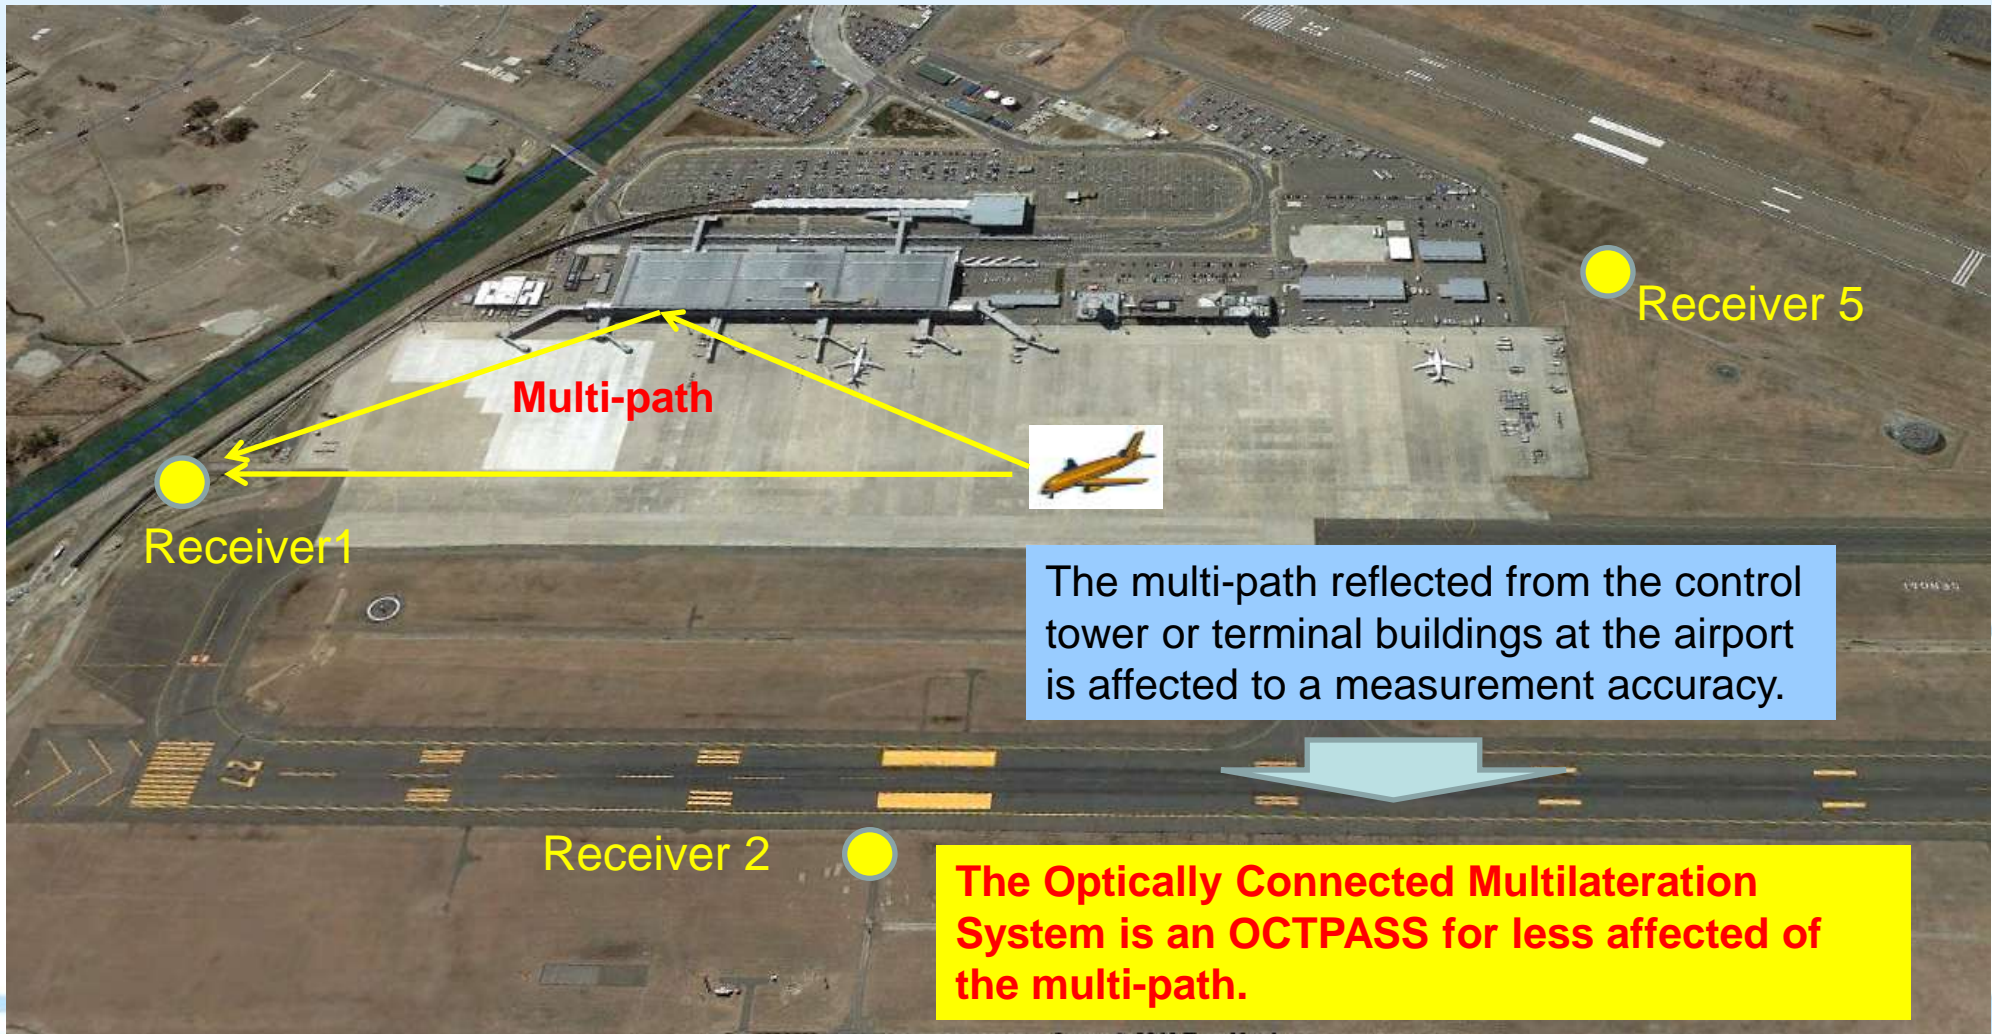 Receiver 5
Multi-path
Receiver1
The multi-path reflected from the control
tower or terminal buildings at the airport
is affected to a measurement accuracy.
27
Receiver 2
The Optically Connected Multilateration
System is an OCTPASS for less affected of
the multi-path.